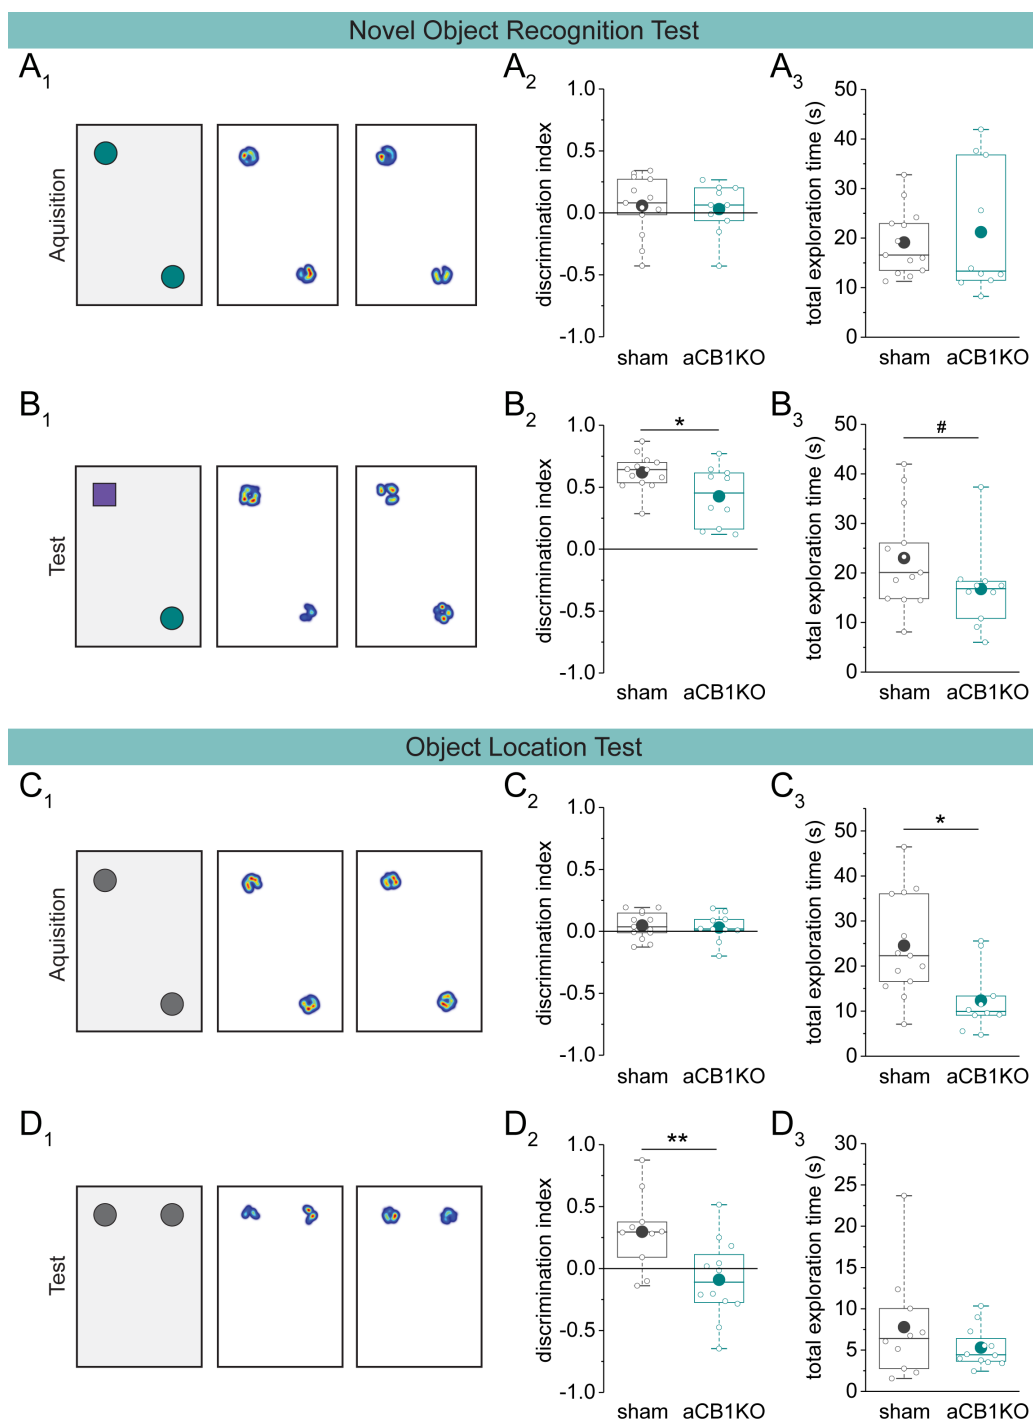 Novel Object Recognition Test
A1
Aquisition
A2
discrimination index
1.0
0.5
0.0
-0.5
-1.0
sham aCB1KO
A3
total exploration time (s)
50
40
30
20
10
0
sham aCB1KO
B1
Test
B2
discrimination index
1.0
0.5
0.0
-0.5
-1.0
*
sham aCB1KO
B3
total exploration time (s)
50
40
30
20
10
0
#
sham aCB1KO
Object Location Test
C1
Aquisition
C2
discrimination index
1.0
0.5
0.0
-0.5
-1.0
sham aCB1KO
C3
total exploration time (s)
50
40
30
20
10
0
*
sham aCB1KO
D1
Test
D2
discrimination index
1.0
0.5
0.0
-0.5
-1.0
**
sham aCB1KO
D3
total exploration time (s)
30
25
20
15
10
5
0
sham aCB1KO